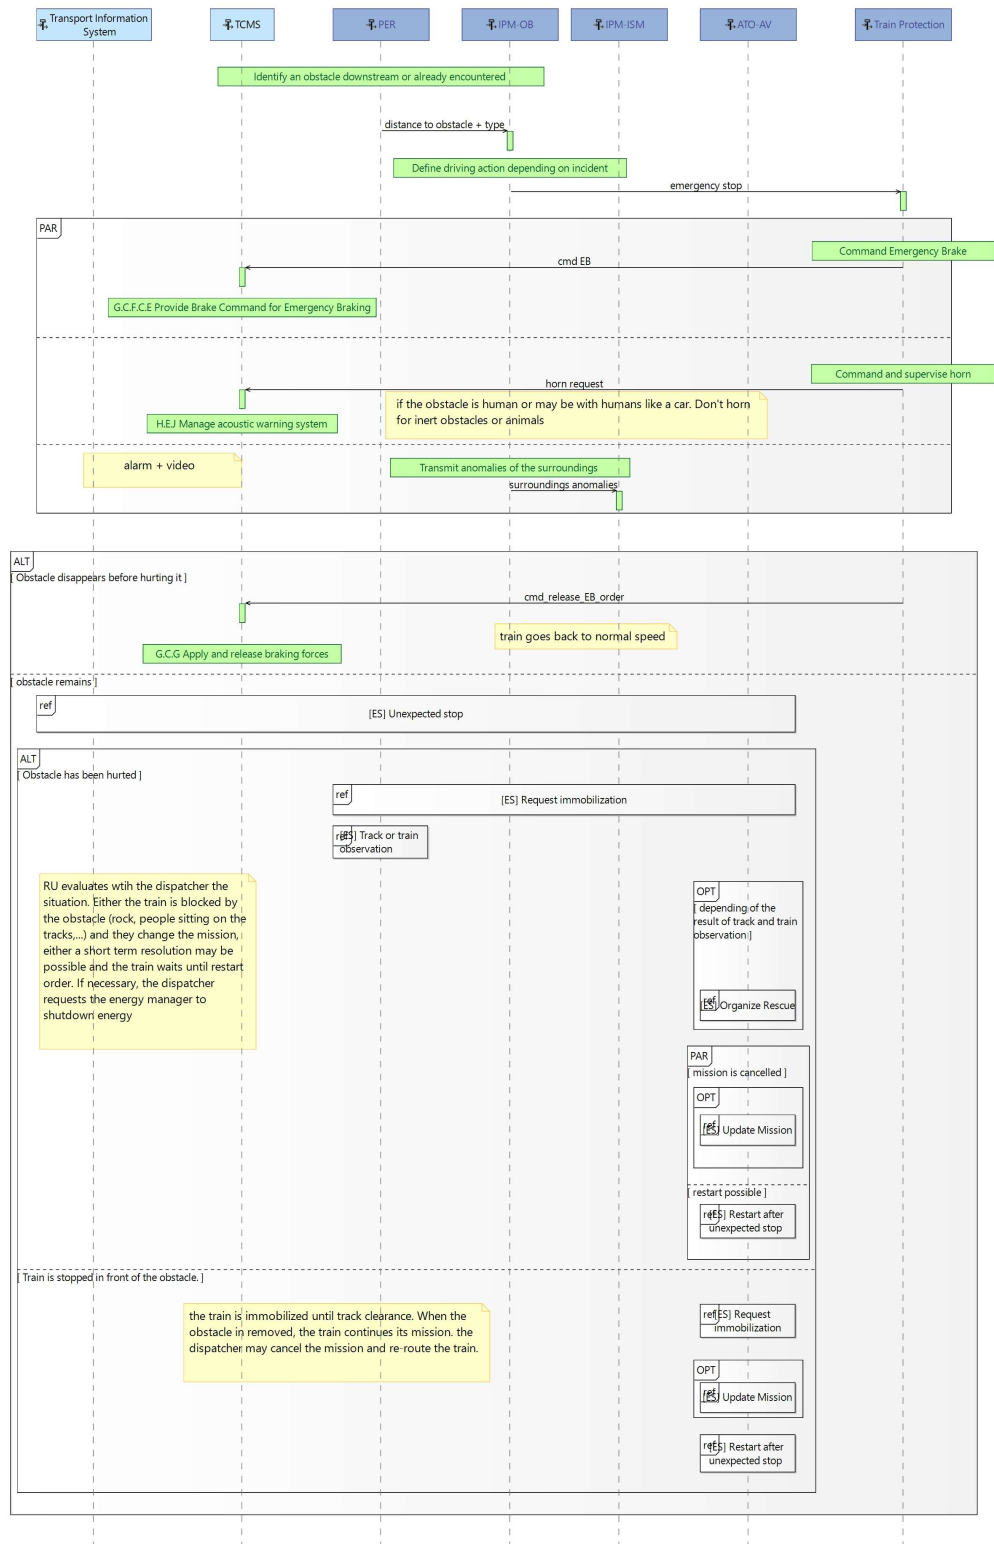 Transport Information
System
TCMS
PER
IPM-OB
IPM-ISM
ATO-AV
Train Protection
Identify an obstacle downstream or already encountered
distance to obstacle + type
Define driving action depending on incident
emergency stop
PAR
Command Emergency Brake
cmd EB
G.C.F.C.E Provide Brake Command for Emergency Braking
Command and supervise horn
horn request
if the obstacle is human or may be with humans like a car. Don't horn
for inert obstacles or animals
H.EJ Manage acoustic warning system
alarm + video
Transmit anomalies of the surroundings
surroundings anomalies
ALT
[ Obstacle disappears before hurting it ]
cmd_release_EB_order
train goes back to normal speed
G.C.G Apply and release braking forces
[ obstacle remains ]
ref
[ES] Unexpected stop
ALT
[ Obstacle has been hurted ]
ref
[ES] Request immobilization
ref
[ES] Track or train
observation
RU evaluates wtih the dispatcher the
situation. Either the train is blocked by
the obstacle (rock, people sitting on the
tracks,...) and they change the mission,
either a short term resolution may be
possible and the train waits until restart
order. If necessary, the dispatcher
requests the energy manager to
shutdown energy
OPT
[ depending of the
result of track and train
observation ]
ref
[ES] Organize Rescue
PAR
[ mission is cancelled ]
OPT
ref
[ES] Update Mission
[ restart possible ]
ref
[ES] Restart after
unexpected stop
[ Train is stopped in front of the obstacle. ]
the train is immobilized until track clearance. When the
obstacle in removed, the train continues its mission. the
dispatcher may cancel the mission and re-route the train.
ref
[ES] Request
immobilization
OPT
ref
[ES] Update Mission
ref
[ES] Restart after
unexpected stop